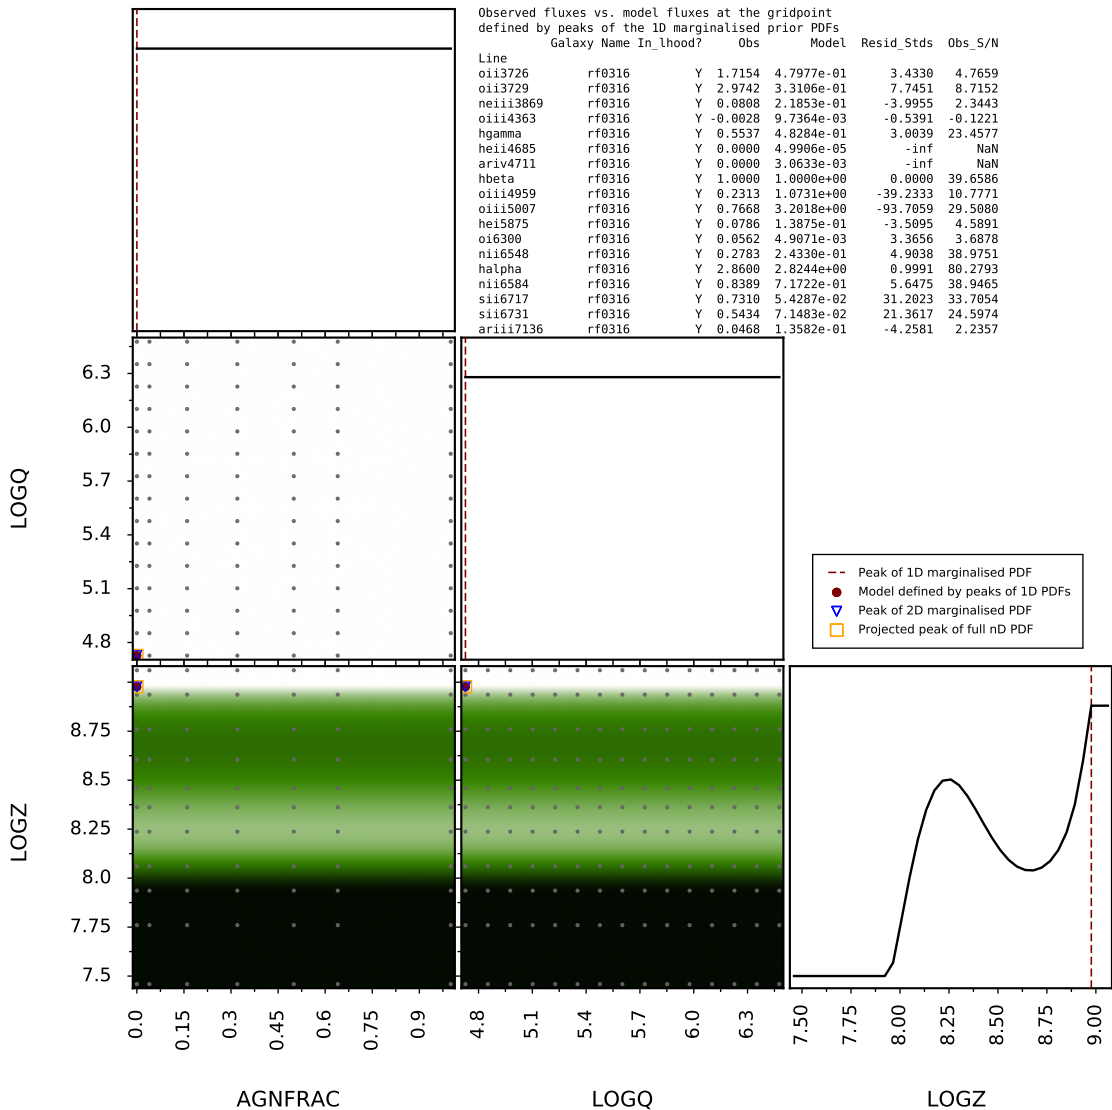 Observed fluxes vs. model fluxes at the gridpoint
defined by peaks of the 1D marginalised prior PDFs
Galaxy Name In_lhood? Obs Model Resid_Stds Obs_S/N
Line
oii3726 rf0316 Y 1.7154 4.7977e-01 3.4330 4.7659
oii3729 rf0316 Y 2.9742 3.3106e-01 7.7451 8.7152
neiii3869 rf0316 Y 0.0808 2.1853e-01 -3.9955 2.3443
oiii4363 rf0316 Y -0.0028 9.7364e-03 -0.5391 -0.1221
hgamma rf0316 Y 0.5537 4.8284e-01 3.0039 23.4577
heii4685 rf0316 Y 0.0000 4.9906e-05 -inf NaN
ariv4711 rf0316 Y 0.0000 3.0633e-03 -inf NaN
hbeta rf0316 Y 1.0000 1.0000e+00 0.0000 39.6586
oiii4959 rf0316 Y 0.2313 1.0731e+00 -39.2333 10.7771
oiii5007 rf0316 Y 0.7668 3.2018e+00 -93.7059 29.5080
hei5875 rf0316 Y 0.0786 1.3875e-01 -3.5095 4.5891
oi6300 rf0316 Y 0.0562 4.9071e-03 3.3656 3.6878
nii6548 rf0316 Y 0.2783 2.4330e-01 4.9038 38.9751
halpha rf0316 Y 2.8600 2.8244e+00 0.9991 80.2793
nii6584 rf0316 Y 0.8389 7.1722e-01 5.6475 38.9465
sii6717 rf0316 Y 0.7310 5.4287e-02 31.2023 33.7054
sii6731 rf0316 Y 0.5434 7.1483e-02 21.3617 24.5974
ariii7136 rf0316 Y 0.0468 1.3582e-01 -4.2581 2.2357
6.3
6.0
5.7
5.4
5.1
4.8
LOGQ
Peak of 1D marginalised PDF
Model defined by peaks of 1D PDFs
Peak of 2D marginalised PDF
Projected peak of full nD PDF
8.75
8.5
8.25
8.0
7.75
7.5
LOGZ
0.0 0.15 0.3 0.45 0.6 0.75 0.9
4.8 5.1 5.4 5.7 6.0 6.3
7.50 7.75 8.00 8.25 8.50 8.75 9.00
AGNFRAC LOGQ LOGZ